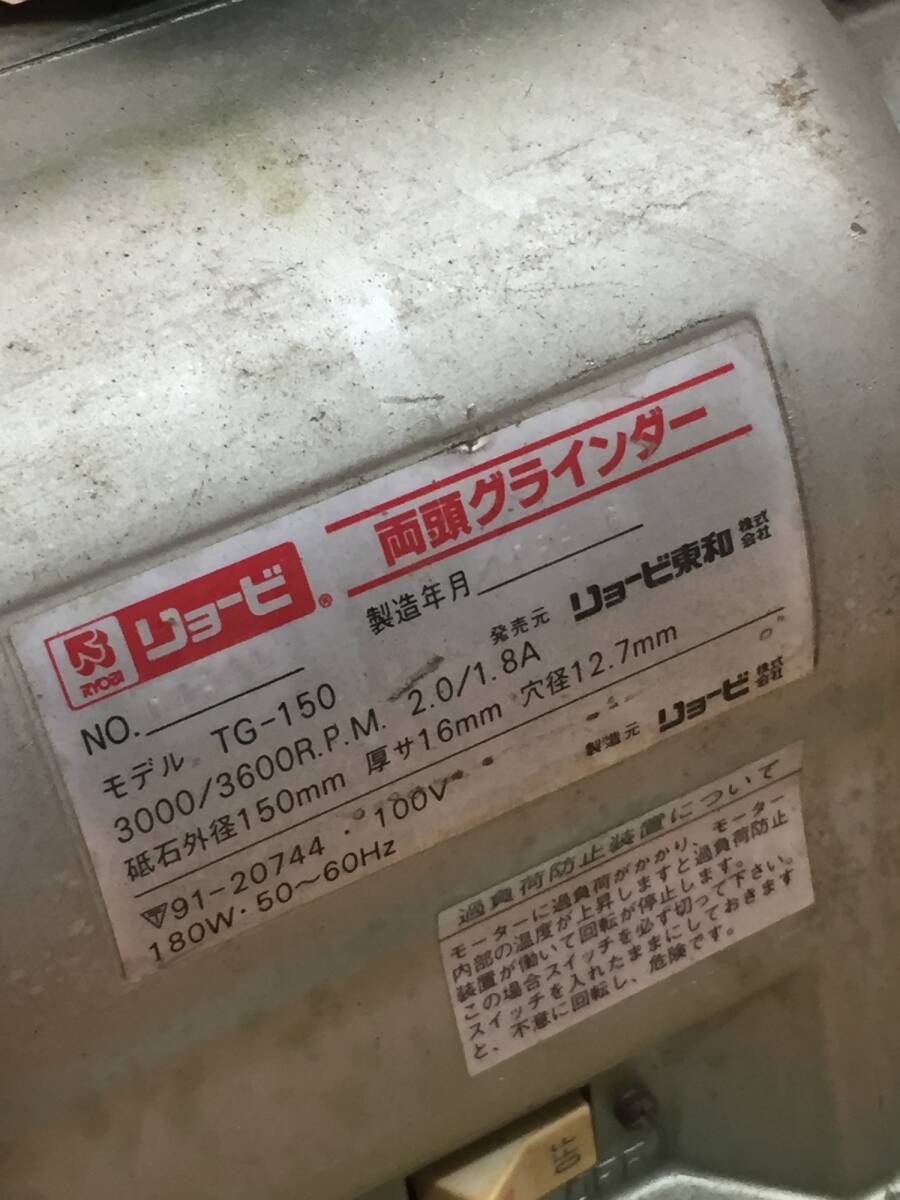 RYOBI リョービ®
両頭グラインダー
NO.
製造年月
モデル TG-150
発売元 リョービ東和株式会社
3000/3600R.P.M. 2.0/1.8A
砥石外径150mm 厚サ16mm 穴径12.7mm
91-20744・100V
180W・50〜60Hz
製造元 リョービ株式会社
過負荷防止装置について
モーターに過負荷がかかり、モーター
内部の温度が上昇しますと過負荷防止
装置が働いて回転が停止します。
この場合スイッチを必ず切って下さい。
スイッチを入れたままにしておきます
と、不意に回転し、危険です。
OFF